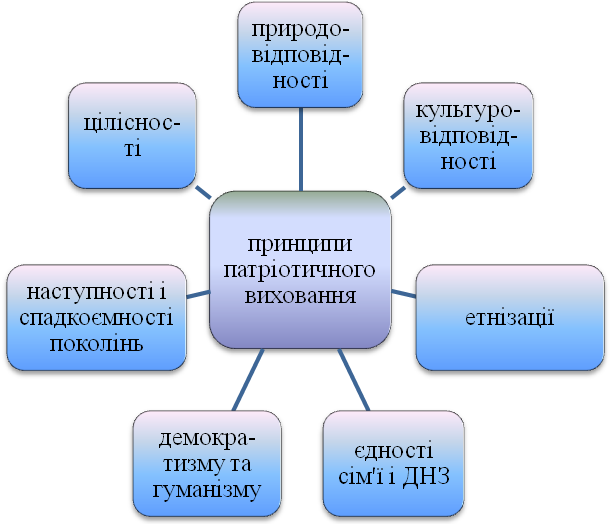 природо-
відповід-
ності
культуро-
відповід-
ності
ціліснос-
ті
принципи
патріотичного
виховання
наступності і
спадкоємності
поколінь
етнізації
демокра-
тизму та
гуманізму
єдності
сім'ї і ДНЗ